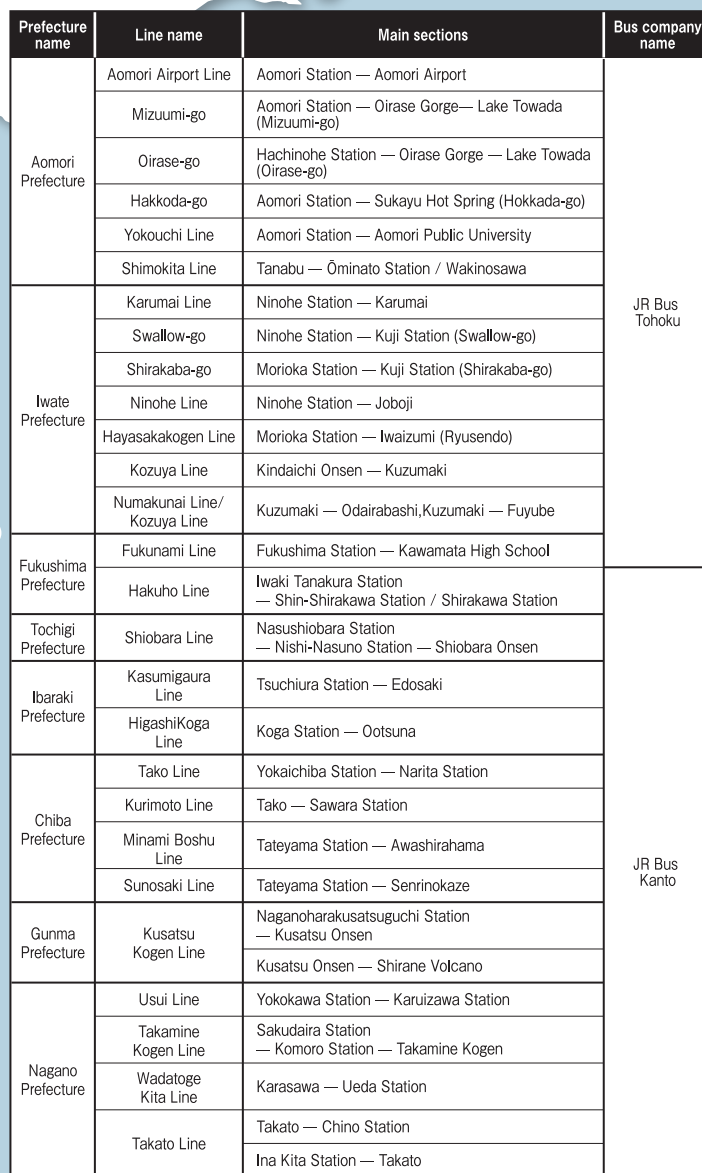 Prefecture name
Line name
Main sections
Bus company name
Aomori Prefecture
Aomori Airport Line
Aomori Station — Aomori Airport
Mizuumi-go
Aomori Station — Oirase Gorge— Lake Towada
(Mizuumi-go)
Oirase-go
Hachinohe Station — Oirase Gorge — Lake Towada
(Oirase-go)
Hakkoda-go
Aomori Station — Sukayu Hot Spring (Hokkada-go)
Yokouchi Line
Aomori Station — Aomori Public University
Shimokita Line
Tanabu — Ōminato Station / Wakinosawa
JR Bus
Tohoku
Iwate
Prefecture
Karumai Line
Ninohe Station — Karumai
Swallow-go
Ninohe Station — Kuji Station (Swallow-go)
Shirakaba-go
Morioka Station — Kuji Station (Shirakaba-go)
Ninohe Line
Ninohe Station — Joboji
Hayasakakogen Line
Morioka Station — Iwaizumi (Ryusendo)
Kozuya Line
Kindaichi Onsen — Kuzumaki
Numakunai Line/
Kozuya Line
Kuzumaki — Odairabashi,Kuzumaki — Fuyube
Fukushima
Prefecture
Fukunami Line
Fukushima Station — Kawamata High School
Hakuho Line
Iwaki Tanakura Station
— Shin-Shirakawa Station / Shirakawa Station
Tochigi
Prefecture
Shiobara Line
Nasushiobara Station
— Nishi-Nasuno Station — Shiobara Onsen
Ibaraki
Prefecture
Kasumigaura
Line
Tsuchiura Station — Edosaki
HigashiKoga
Line
Koga Station — Ootsuna
Chiba
Prefecture
Tako Line
Yokaichiba Station — Narita Station
Kurimoto Line
Tako — Sawara Station
Minami Boshu
Line
Tateyama Station — Awashirahama
Sunosaki Line
Tateyama Station — Senrinokaze
JR Bus
Kanto
Gunma
Prefecture
Kusatsu
Kogen Line
Naganoharakusatsuguchi Station
— Kusatsu Onsen
Kusatsu Onsen — Shirane Volcano
Nagano
Prefecture
Usui Line
Yokokawa Station — Karuizawa Station
Takamine
Kogen Line
Sakudaira Station
— Komoro Station — Takamine Kogen
Wadatoge
Kita Line
Karasawa — Ueda Station
Takato Line
Takato — Chino Station
Ina Kita Station — Takato